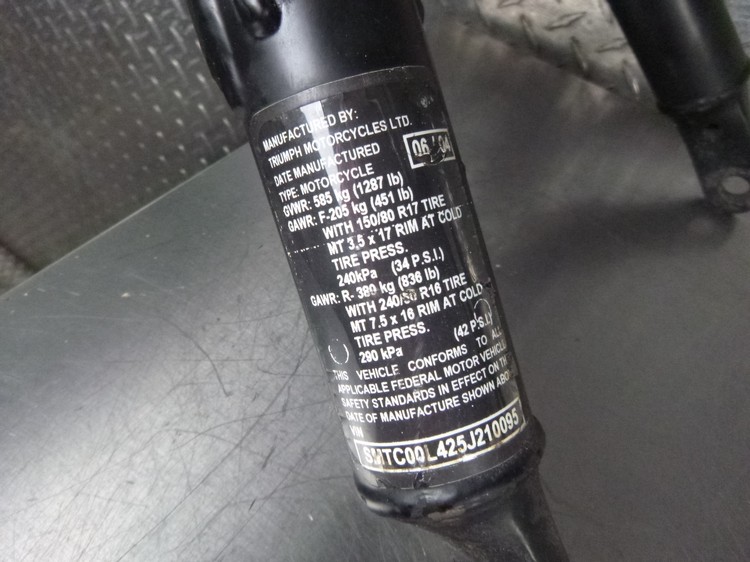 MANUFACTURED BY:
TRIUMPH MOTORCYCLES LTD.
DATE MANUFACTURED 06/04
TYPE: MOTORCYCLE
GVWR: 585 kg (1287 lb)
GAWR: F-205 kg (451 lb)
WITH 150/80 R17 TIRE
MT 3.5 x 17 RIM AT COLD
TIRE PRESS.
240kPa (34 P.S.I.)
GAWR: R- 380 kg (836 lb)
WITH 240/50 R16 TIRE
MT 7.5 x 16 RIM AT COLD
TIRE PRESS.
290 kPa (42 P.S.I.)
THIS VEHICLE CONFORMS TO ALL
APPLICABLE FEDERAL MOTOR VEHICLE
SAFETY STANDARDS IN EFFECT ON THE
DATE OF MANUFACTURE SHOWN ABOVE
VIN
SMTC00L425J210095